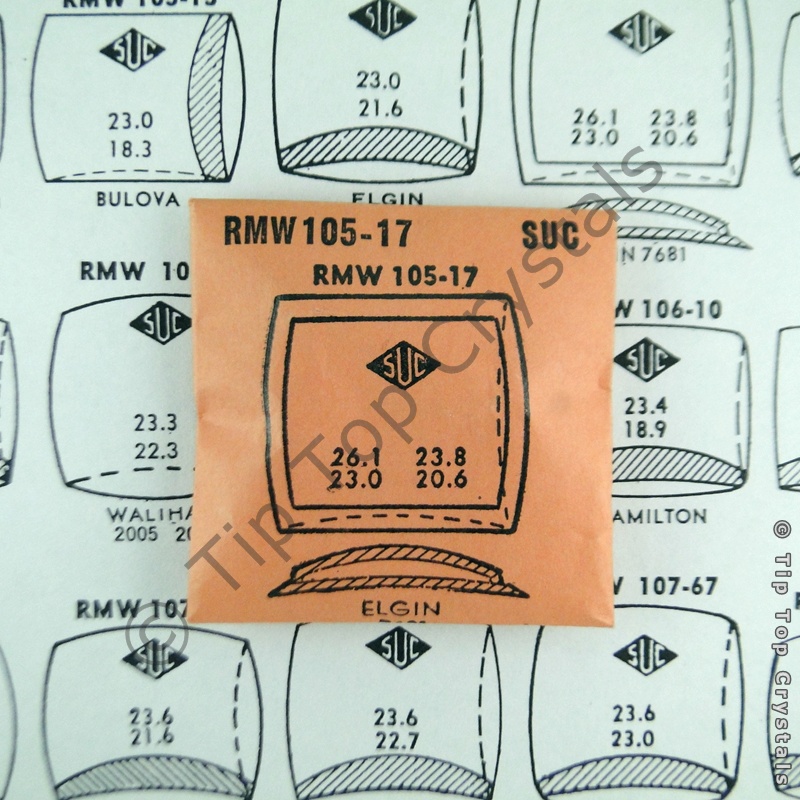 RMW 105-15
SUC
23.0
18.3
BULOVA
SUC
23.0
21.6
ELGIN
SUC
26.1 23.8
23.0 20.6
N 7681
RMW 10
SUC
23.3
22.3
WALTHA
2005 20
RMW 105-17 SUC
RMW 105-17
SUC
26.1 23.8
23.0 20.6
ELGIN
W 106-10
SUC
23.4
18.9
AMILTON
RMW 107
SUC
23.6
21.6
SUC
23.6
22.7
W 107-67
SUC
23.6
23.0
© Tip Top Crystals
© Tip Top Crystals